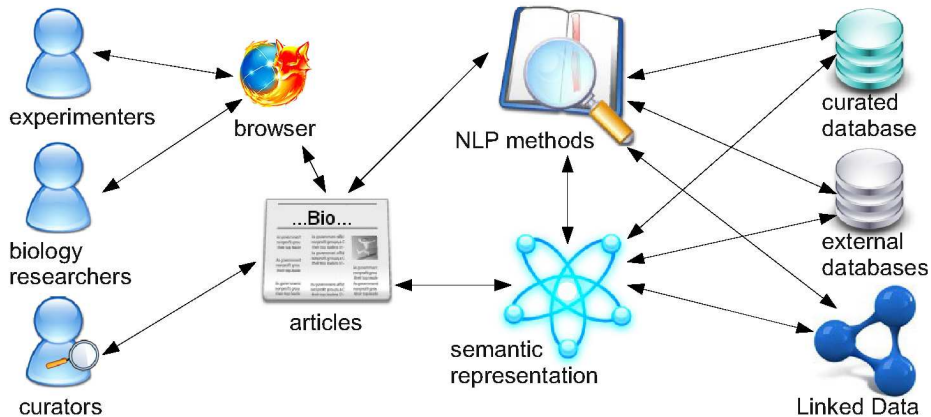 experimenters
browser
NLP methods
curated
database
biology
researchers
...Bio...
articles
semantic
representation
external
databases
curators
Linked Data